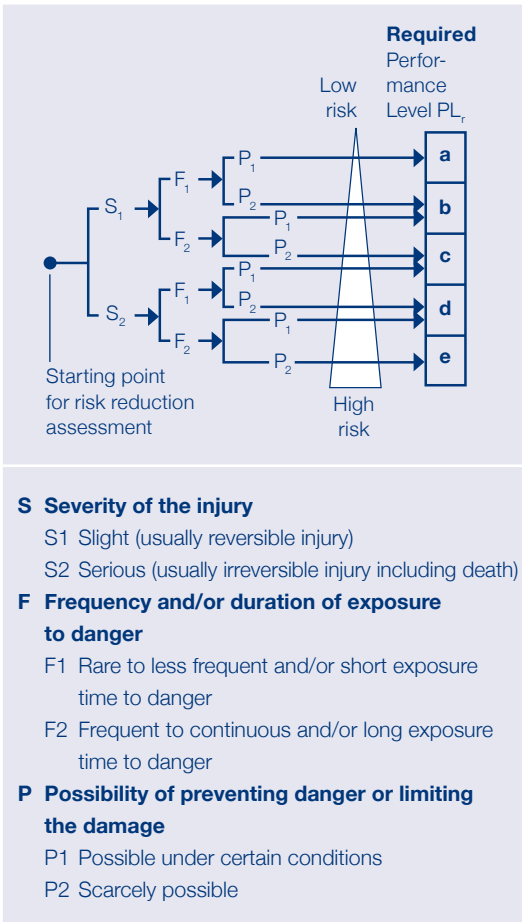 Required
Perfor-
mance
Level PLr
Low
risk
a
b
c
d
e
S1
F1
P1
P2
F2
P1
P2
S2
F1
P1
P2
F2
P1
P2
Starting point
for risk reduction
assessment
High
risk
S Severity of the injury
S1 Slight (usually reversible injury)
S2 Serious (usually irreversible injury including death)
F Frequency and/or duration of exposure
to danger
F1 Rare to less frequent and/or short exposure
time to danger
F2 Frequent to continuous and/or long exposure
time to danger
P Possibility of preventing danger or limiting
the damage
P1 Possible under certain conditions
P2 Scarcely possible